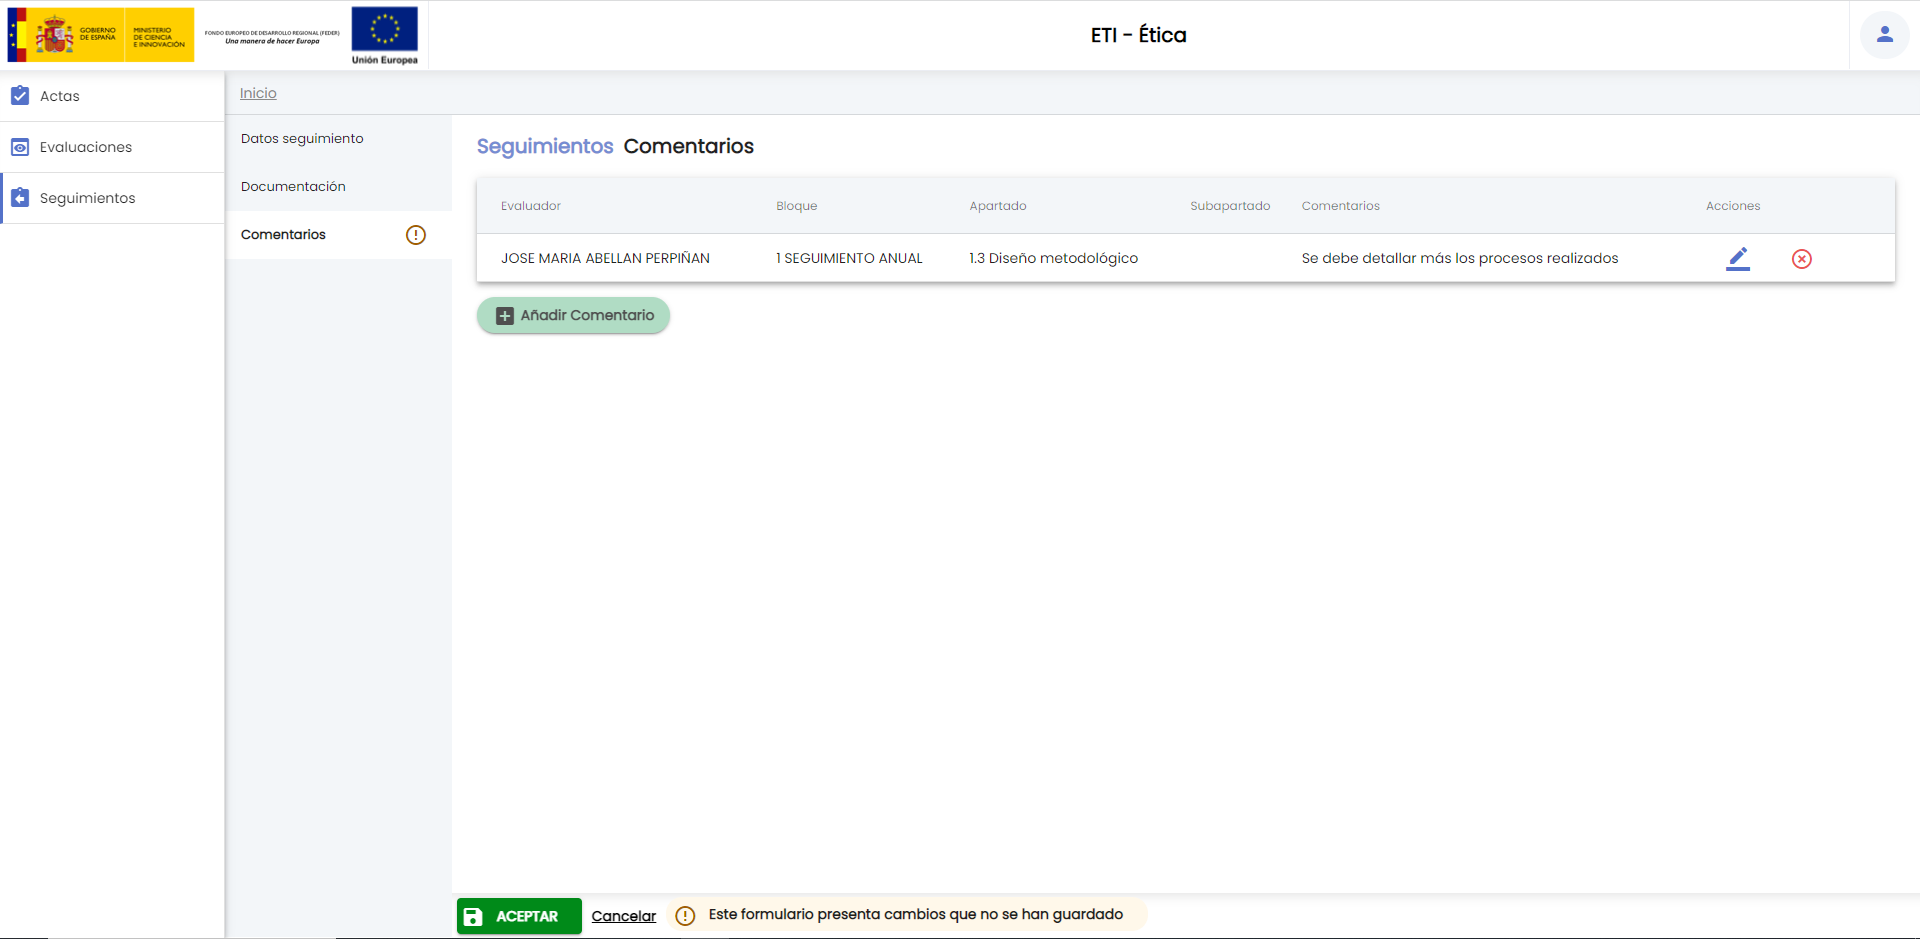 GOBIERNO
DE ESPAÑA
MINISTERIO
DE CIENCIA
E INNOVACIÓN
FONDO EUROPEO DE DESARROLLO REGIONAL (FEDER)
Una manera de hacer Europa
Unión Europea
ETI - Ética
Actas
Evaluaciones
Seguimientos
Inicio
Datos seguimiento
Documentación
Comentarios
Seguimientos Comentarios
Evaluador Bloque Apartado Subapartado Comentarios Acciones
JOSE MARIA ABELLAN PERPIÑAN 1 SEGUIMIENTO ANUAL 1.3 Diseño metodológico Se debe detallar más los procesos realizados
Añadir Comentario
ACEPTAR Cancelar Este formulario presenta cambios que no se han guardado